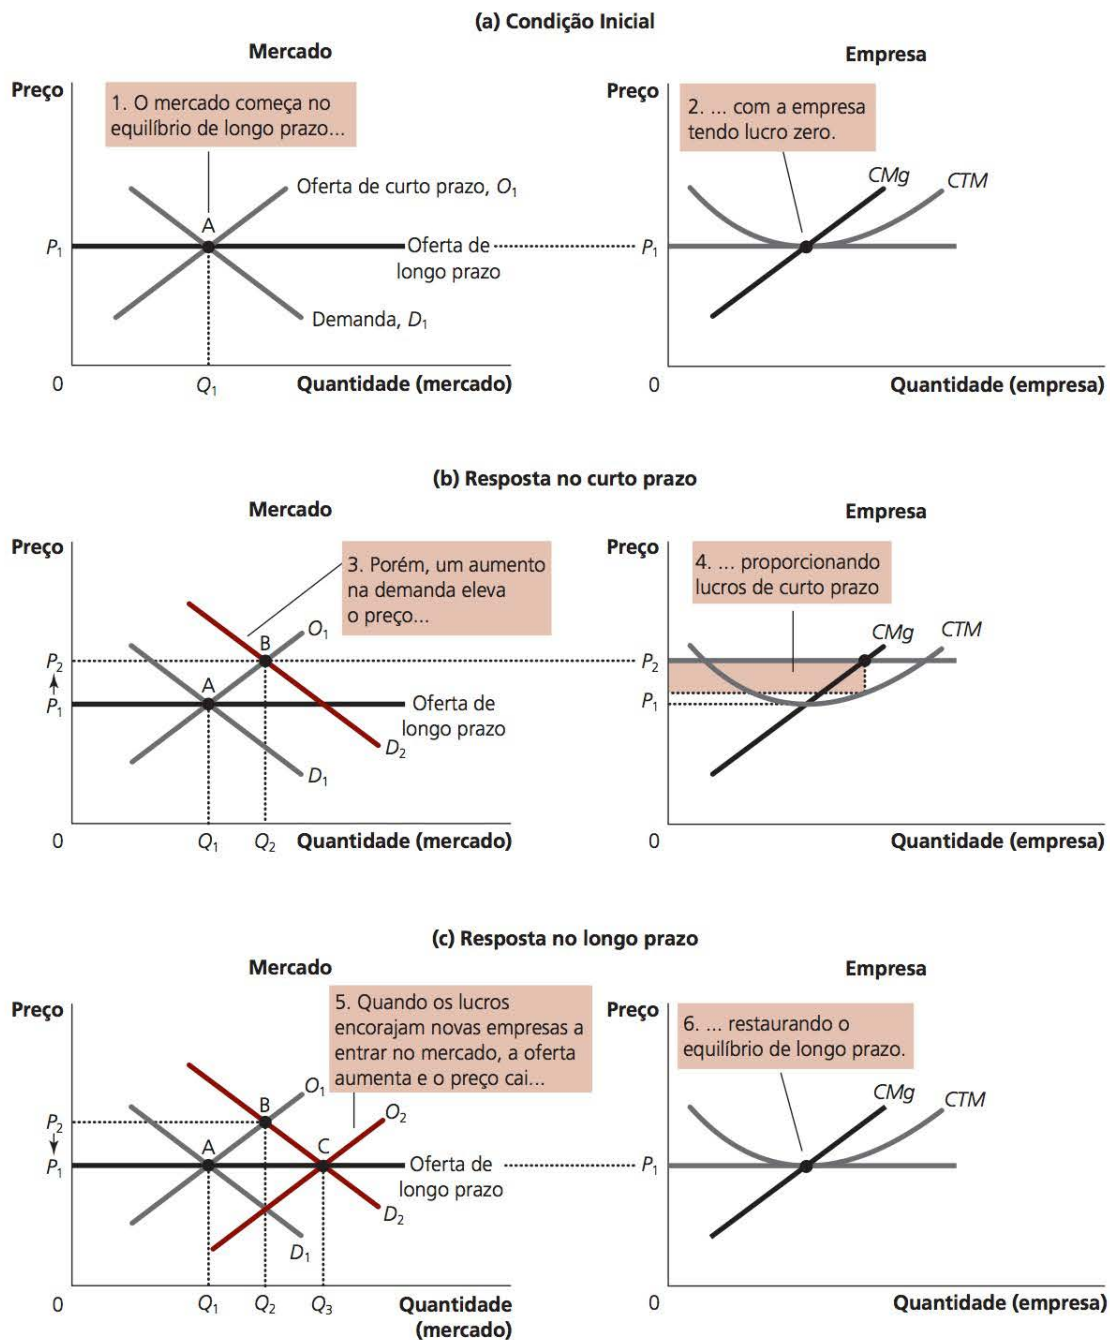 (a) Condição Inicial
Mercado
Preço
1. O mercado começa no
equilíbrio de longo prazo...
Oferta de curto prazo, O₁
A
P₁
Oferta de
longo prazo
Demanda, D₁
0
Q₁
Quantidade (mercado)
Empresa
Preço
2. ... com a empresa
tendo lucro zero.
CMg
CTM
P₁
0
Quantidade (empresa)
(b) Resposta no curto prazo
Mercado
Preço
3. Porém, um aumento
na demanda eleva
o preço...
O₁
B
P₂
A
P₁
Oferta de
longo prazo
D₂
D₁
0
Q₁
Q₂
Quantidade (mercado)
Empresa
Preço
4. ... proporcionando
lucros de curto prazo
CMg
CTM
P₂
P₁
0
Quantidade (empresa)
(c) Resposta no longo prazo
Mercado
Preço
5. Quando os lucros
encorajam novas empresas a
entrar no mercado, a oferta
aumenta e o preço cai...
O₁
B
O₂
P₂
A
C
P₁
Oferta de
longo prazo
D₂
D₁
0
Q₁
Q₂
Q₃
Quantidade
(mercado)
Empresa
Preço
6. ... restaurando o
equilíbrio de longo prazo.
CMg
CTM
P₁
0
Quantidade (empresa)